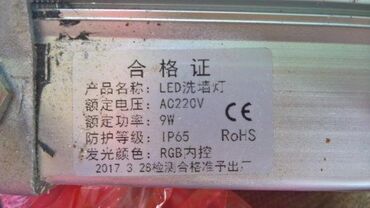 合格证
产品名称: LED洗墙灯
额定电压: AC220V
额定功率: 9W
CE
防护等级: IP65 RoHS
发光颜色: RGB内控
2017.3.28检测合格准予出厂